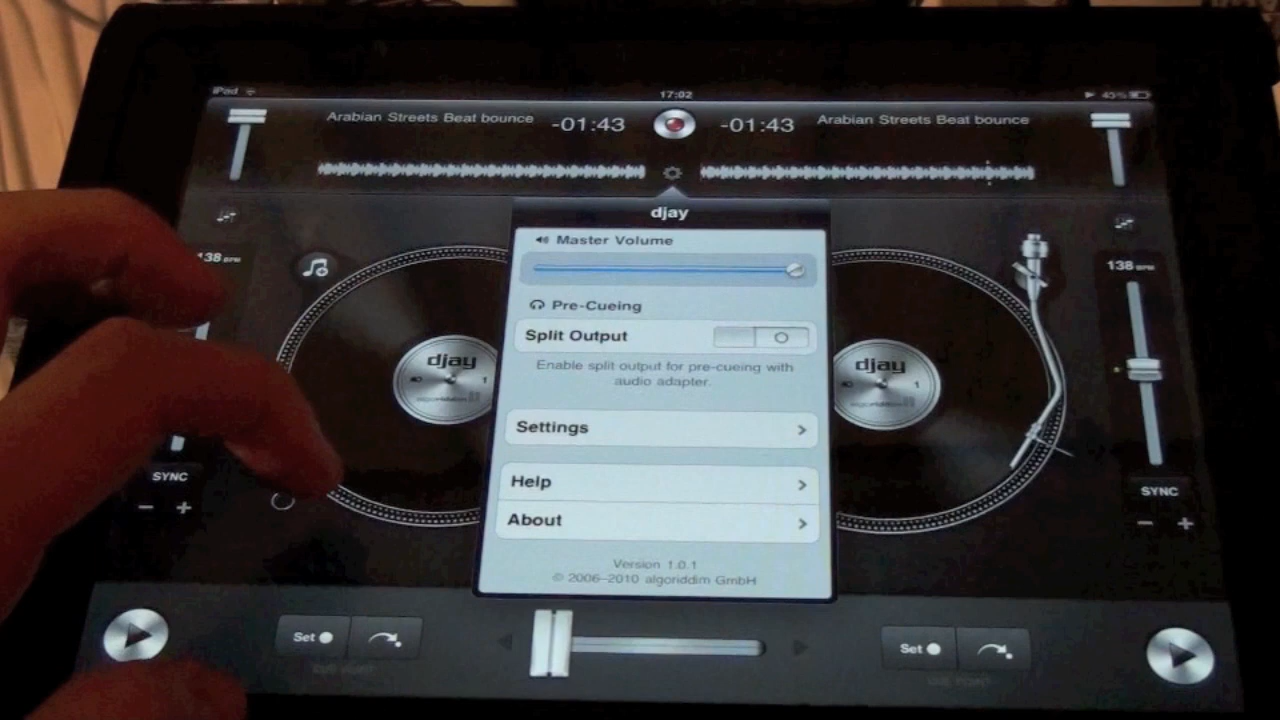 iPad 17:02 45%
Arabian Streets Beat bounce -01:43 -01:43 Arabian Streets Beat bounce
djay
Master Volume
138 BPM 138 BPM
Pre-Cueing
Split Output
Enable split output for pre-cueing with
audio adapter.
djay djay
Settings
SYNC Help SYNC
About
Version 1.0.1
© 2006–2010 algoriddim GmbH
Set Set